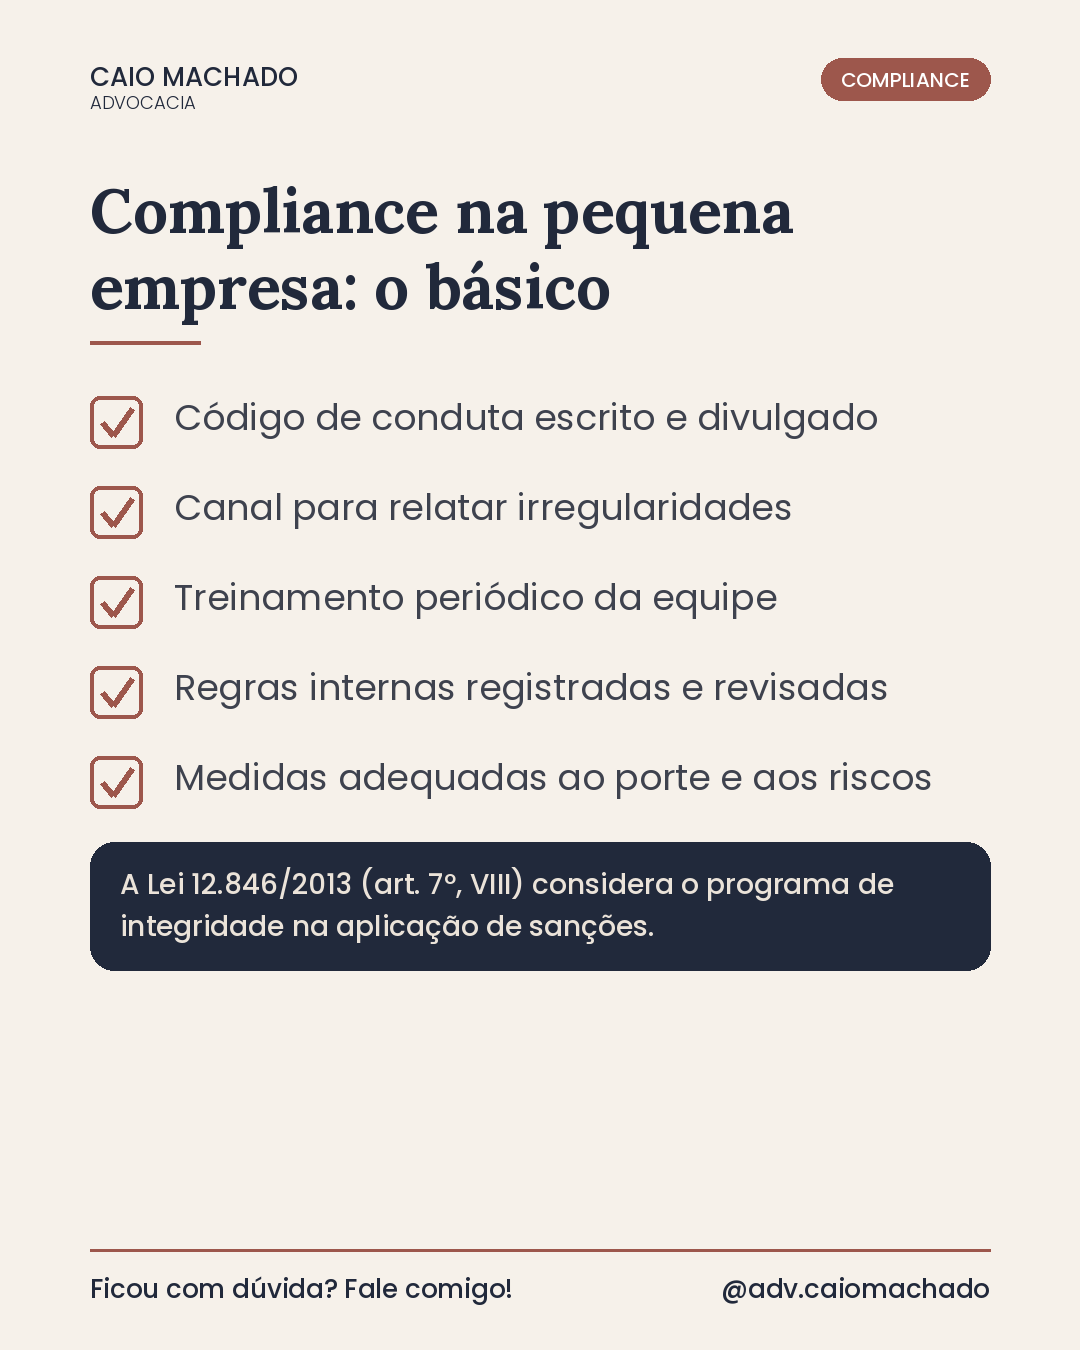 CAIO MACHADO
ADVOCACIA
COMPLIANCE
Compliance na pequena
empresa: o básico
Código de conduta escrito e divulgado
Canal para relatar irregularidades
Treinamento periódico da equipe
Regras internas registradas e revisadas
Medidas adequadas ao porte e aos riscos
A Lei 12.846/2013 (art. 7º, VIII) considera o programa de
integridade na aplicação de sanções.
Ficou com dúvida? Fale comigo!
@adv.caiomachado